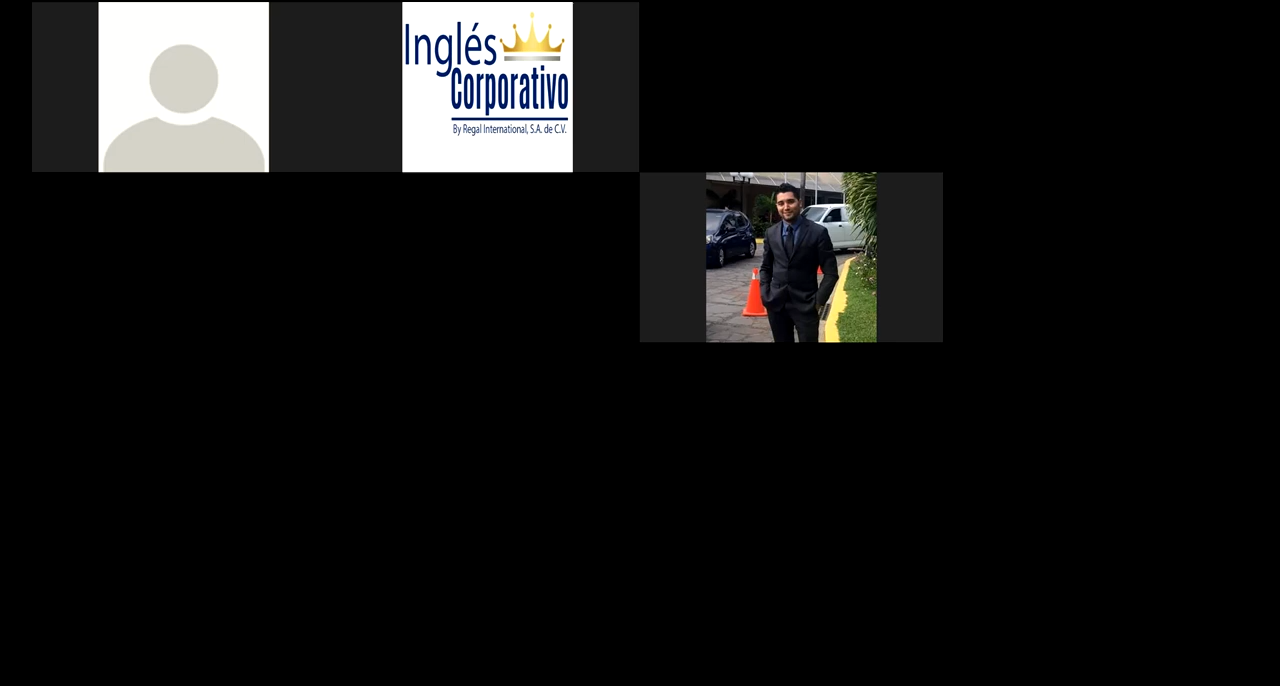 Inglés
Corporativo
By Regal International, S.A. de C.V.